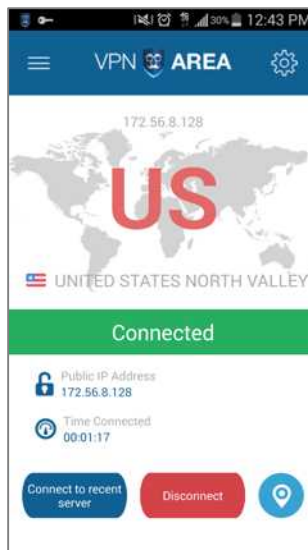 30% 12:43 PM
VPN AREA
172.56.8.128
US
UNITED STATES NORTH VALLEY
Connected
Public IP Address
172.56.8.128
Time Connected
00:01:17
Connect to recent
server
Disconnect